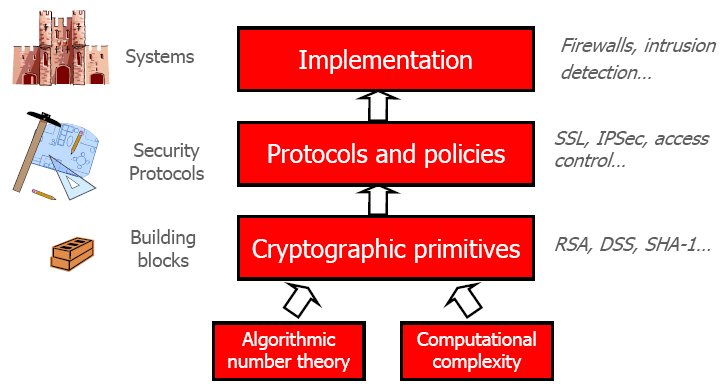 Systems
Implementation
Firewalls, intrusion
detection...
Security
Protocols
Protocols and policies
SSL, IPSec, access
control...
Building
blocks
Cryptographic primitives
RSA, DSS, SHA-1...
Algorithmic
number theory
Computational
complexity